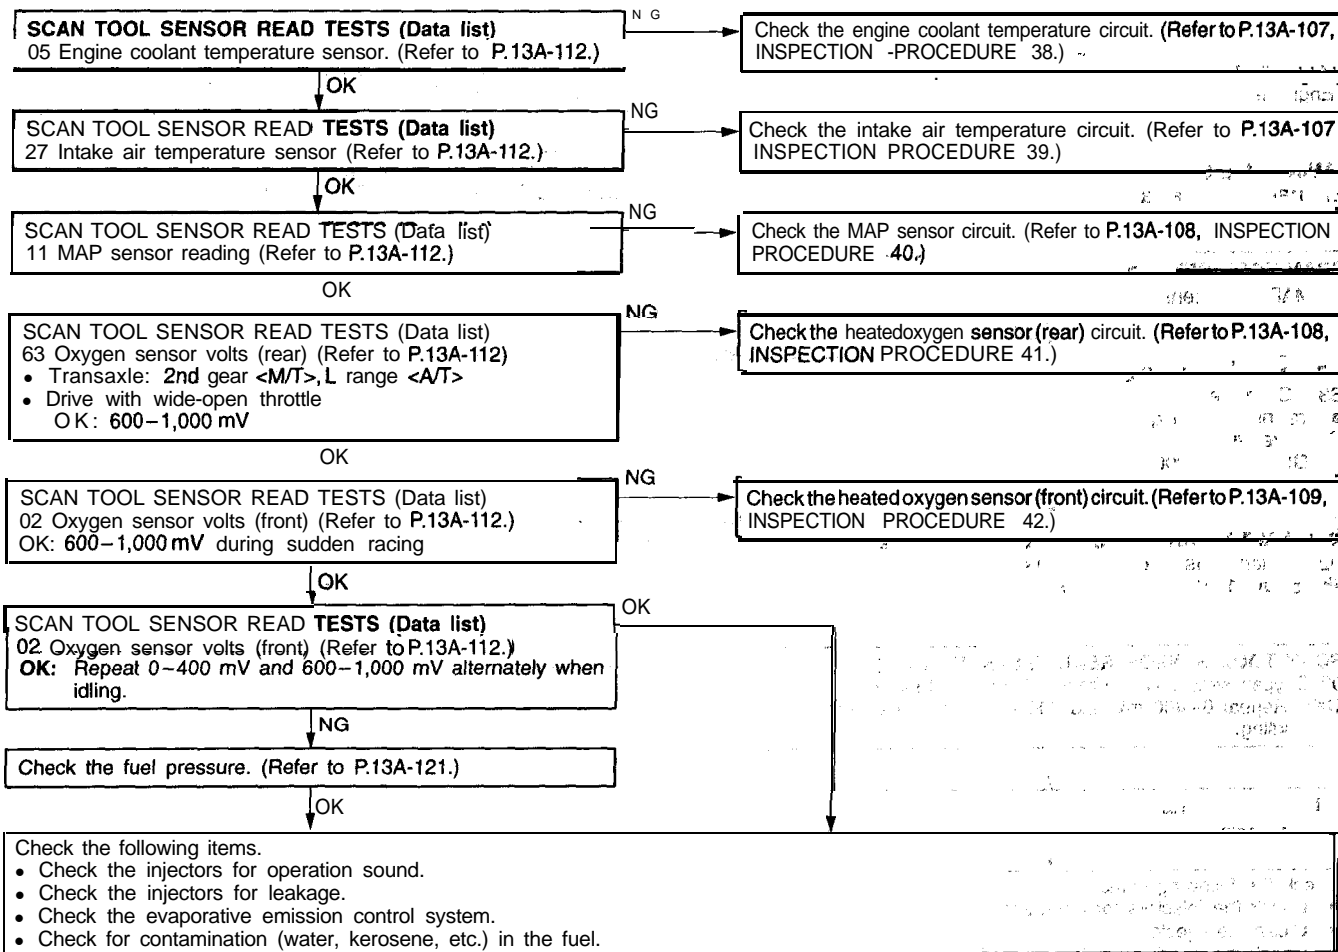 SCAN TOOL SENSOR READ TESTS (Data list)
05 Engine coolant temperature sensor. (Refer to P.13A-112.)
N G
Check the engine coolant temperature circuit. (Refer to P.13A-107,
INSPECTION -PROCEDURE 38.)
OK
SCAN TOOL SENSOR READ TESTS (Data list)
27 Intake air temperature sensor (Refer to P.13A-112.)
NG
Check the intake air temperature circuit. (Refer to P.13A-107
INSPECTION PROCEDURE 39.)
OK
SCAN TOOL SENSOR READ TESTS (Data list)
11 MAP sensor reading (Refer to P.13A-112.)
NG
Check the MAP sensor circuit. (Refer to P.13A-108, INSPECTION
PROCEDURE 40.)
OK
SCAN TOOL SENSOR READ TESTS (Data list)
63 Oxygen sensor volts (rear) (Refer to P.13A-112)
• Transaxle: 2nd gear <M/T>, L range <A/T>
• Drive with wide-open throttle
OK: 600–1,000 mV
NG
Check the heated oxygen sensor (rear) circuit. (Refer to P.13A-108,
INSPECTION PROCEDURE 41.)
OK
SCAN TOOL SENSOR READ TESTS (Data list)
02 Oxygen sensor volts (front) (Refer to P.13A-112.)
OK: 600–1,000 mV during sudden racing
NG
Check the heated oxygen sensor (front) circuit. (Refer to P.13A-109,
INSPECTION PROCEDURE 42.)
OK
SCAN TOOL SENSOR READ TESTS (Data list)
02 Oxygen sensor volts (front) (Refer to P.13A-112.)
OK: Repeat 0–400 mV and 600–1,000 mV alternately when
idling.
OK
NG
Check the fuel pressure. (Refer to P.13A-121.)
OK
Check the following items.
• Check the injectors for operation sound.
• Check the injectors for leakage.
• Check the evaporative emission control system.
• Check for contamination (water, kerosene, etc.) in the fuel.